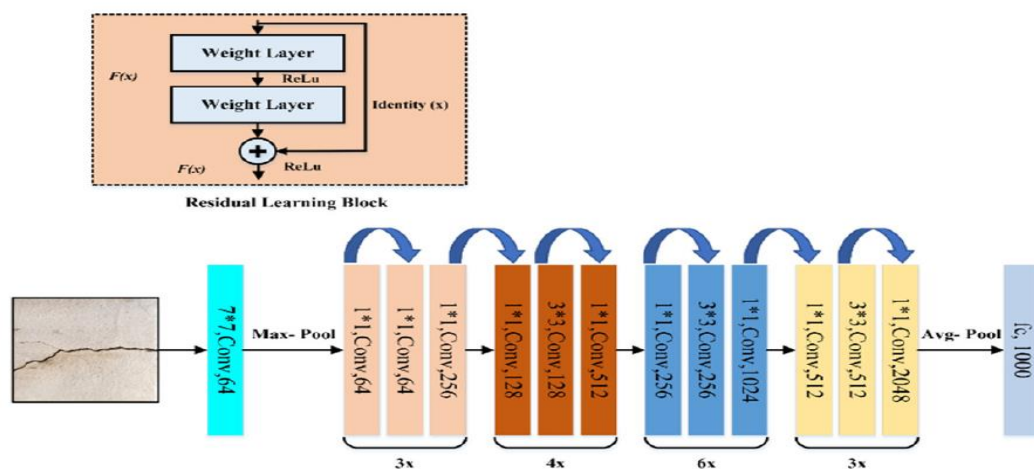 Weight Layer
F(x)
ReLu
Weight Layer
Identity (x)
+
F(x)
ReLu
Residual Learning Block
7*7,Conv,64
Max- Pool
1*1,Conv,64
1*1,Conv,64
1*1,Conv,256
1*1,Conv,128
3*3,Conv,128
1*1,Conv,512
1*1,Conv,256
3*3,Conv,256
1*1,Conv,1024
1*1,Conv,512
3*3,Conv,512
1*1,Conv,2048
Avg- Pool
fc, 1000
3x
4x
6x
3x